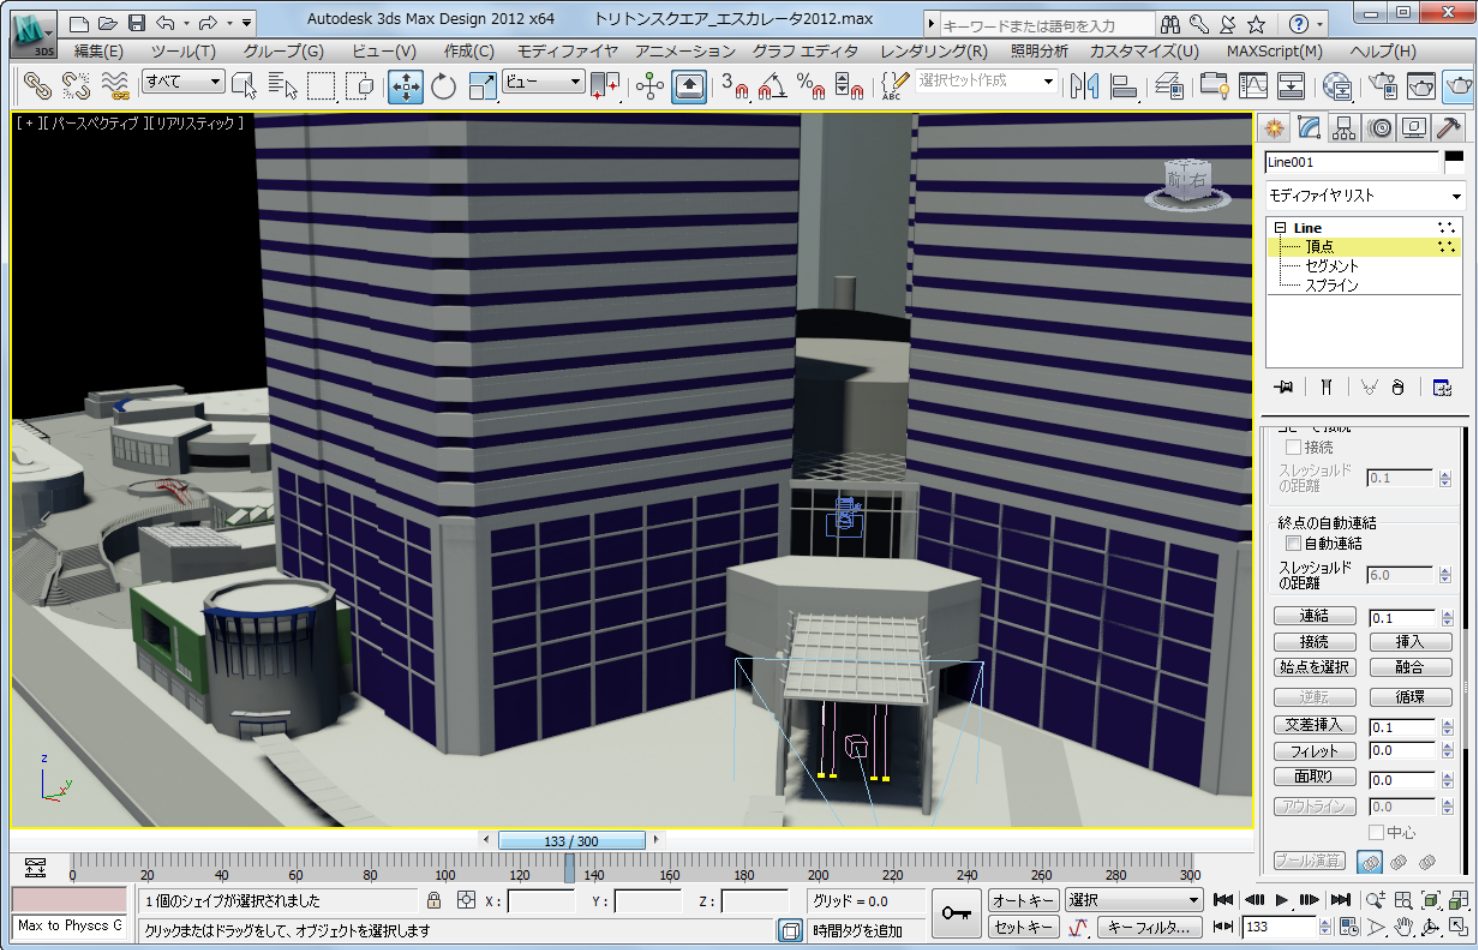 Autodesk 3ds Max Design 2012 x64 トリトンスクエア_エスカレータ2012.max
キーワードまたは語句を入力
3DS
編集(E) ツール(T) グループ(G) ビュー(V) 作成(C) モディファイヤ アニメーション グラフ エディタ レンダリング(R) 照明分析 カスタマイズ(U) MAXScript(M) ヘルプ(H)
すべて
ビュー
3
%
ABC
選択セット作成
[ + ][ パースペクティブ ][ リアリスティック ]
前 右
Line001
モディファイヤ リスト
Line
頂点
セグメント
スプライン
接続
スレッショルド
の距離
0.1
終点の自動連結
自動連結
スレッショルド
の距離
6.0
連結 0.1
接続 挿入
始点を選択 融合
逆転 循環
交差挿入 0.1
フィレット 0.0
面取り 0.0
アウトライン 0.0
中心
ブール演算
z
y
x
133 / 300
0 20 40 60 80 100 120 140 160 180 200 220 240 260 280 300
1 個のシェイプが選択されました
X: Y: Z:
グリッド = 0.0
オートキー 選択
Max to Physcs C
クリックまたはドラッグをして、オブジェクトを選択します
時間タグを追加
セットキー キーフィルタ...
133